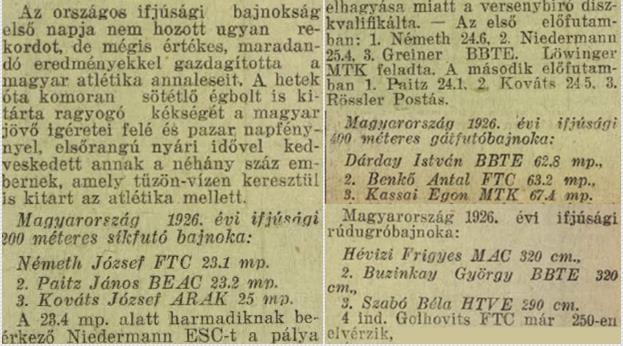 Az országos ifjúsági bajnokság
első napja nem hozott ugyan re-
kordot, de mégis értékes, maradan-
dó eredményekkel gazdagította a
magyar atlétika annaleseit. A hetek
óta komoran sötétlő égbolt is ki-
tárta ragyogó kékségét a magyar
jövő igéretei felé és pazar napfény-
nyel, elsőrangú nyári idővel ked-
veskedett annak a néhány száz em-
bernek, amely tüzön-vízen keresztül
is kitart az atlétika mellett.
Magyarország 1926. évi ifjúsági
200 méteres síkfutó bajnoka:
Németh József FTC 23.1 mp.
2. Paitz János BEAC 23.2 mp.
3. Kováts József ARAK 25 mp.
A 23.4 mp. alatt harmadiknak be-
érkező Niedermann ESC-t a pálya
elhagyása miatt a versenybíró disz-
kvalifikálta. — Az első előfutam-
ban: 1. Németh 24.6, 2. Niedermann
25.4, 3. Greiner BBTE. Löwinger
MTK feladta. A második előfutam-
ban 1. Paitz 24.1, 2. Kováts 24 5, 3.
Rössler Postás.
Magyarország 1926. évi ifjúsági
400 méteres gátfutóbajnoka:
Dárday István BBTE 62.8 mp.,
2. Benkő Antal FTC 63.2 mp.,
3. Kassai Egon MTK 67.4 mp.
Magyarország 1926. évi ifjúsági
rúdugróbajnoka:
Hévizi Frigyes MAC 320 cm.,
2. Buzinkay György BBTE 320
cm.,
3. Szabó Béla HTVE 290 cm.
4 ind. Golhovits FTC már 250-en
elvérzik,